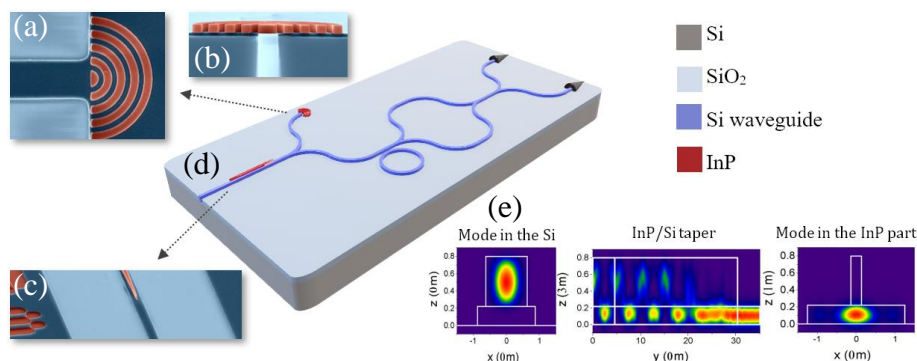 (a)
(b)
(c)
(d)
Si
SiO₂
Si waveguide
InP
(e)
Mode in the Si
InP/Si taper
Mode in the InP part
z (0m)
0.8
0.6
0.4
0.2
0.0
-1 0 1
x (0m)
z (3m)
0.8
0.6
0.4
0.2
0.0
0 10 20 30
y (0m)
z (1m)
0.8
0.6
0.4
0.2
0.0
-1 0 1
x (0m)